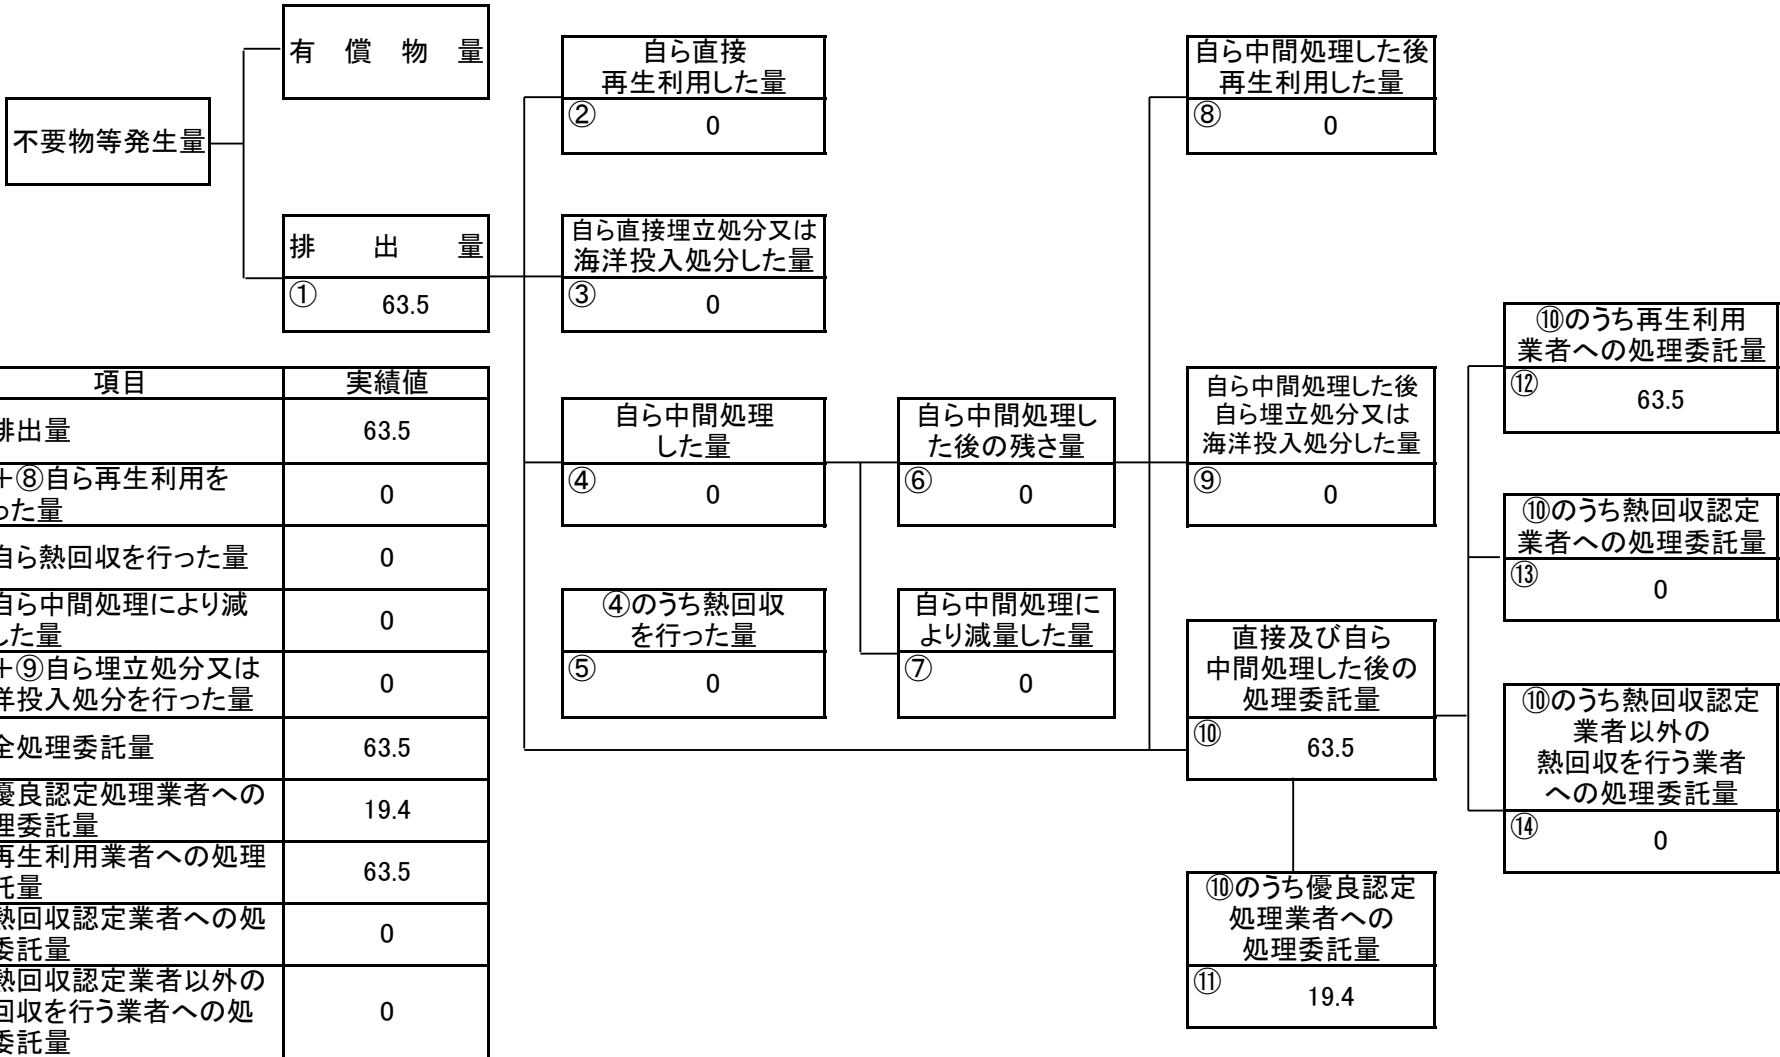 有償物量
不要物等発生量
排出量
① 63.5
自ら直接
再生利用した量
② 0
自ら直接埋立処分又は
海洋投入処分した量
③ 0
自ら中間処理
した量
④ 0
④のうち熱回収
を行った量
⑤ 0
自ら中間処理し
た後の残さ量
⑥ 0
自ら中間処理に
より減量した量
⑦ 0
自ら中間処理した後
再生利用した量
⑧ 0
自ら中間処理した後
自ら埋立処分又は
海洋投入処分した量
⑨ 0
直接及び自ら
中間処理した後の
処理委託量
⑩ 63.5
⑩のうち優良認定
処理業者への
処理委託量
⑪ 19.4
⑩のうち再生利用
業者への処理委託量
⑫ 63.5
⑩のうち熱回収認定
業者への処理委託量
⑬ 0
⑩のうち熱回収認定
業者以外の
熱回収を行う業者
への処理委託量
⑭ 0
項目 実績値
排出量 63.5
+⑧自ら再生利用を
った量 0
自ら熱回収を行った量 0
自ら中間処理により減
した量 0
+⑨自ら埋立処分又は
洋投入処分を行った量 0
全処理委託量 63.5
優良認定処理業者への
理委託量 19.4
再生利用業者への処理
託量 63.5
熱回収認定業者への処
委託量 0
熱回収認定業者以外の
回収を行う業者への処
委託量 0